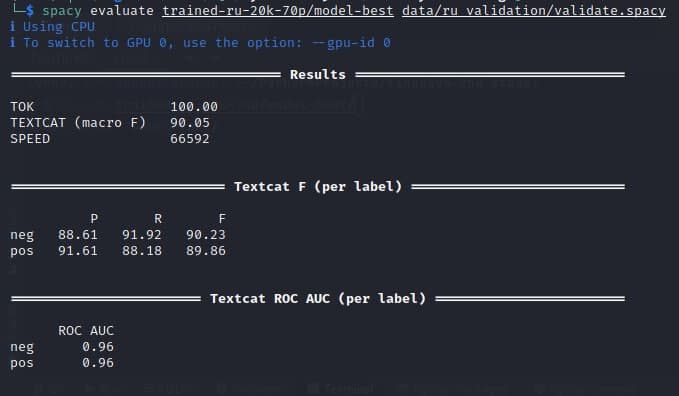 └─$ spacy evaluate trained-ru-20k-70p/model-best data/ru_validation/validate.spacy
ℹ Using CPU
ℹ To switch to GPU 0, use the option: --gpu-id 0
Results
TOK 100.00
TEXTCAT (macro F) 90.05
SPEED 66592
Textcat F (per label)
P R F
neg 88.61 91.92 90.23
pos 91.61 88.18 89.86
Textcat ROC AUC (per label)
ROC AUC
neg 0.96
pos 0.96